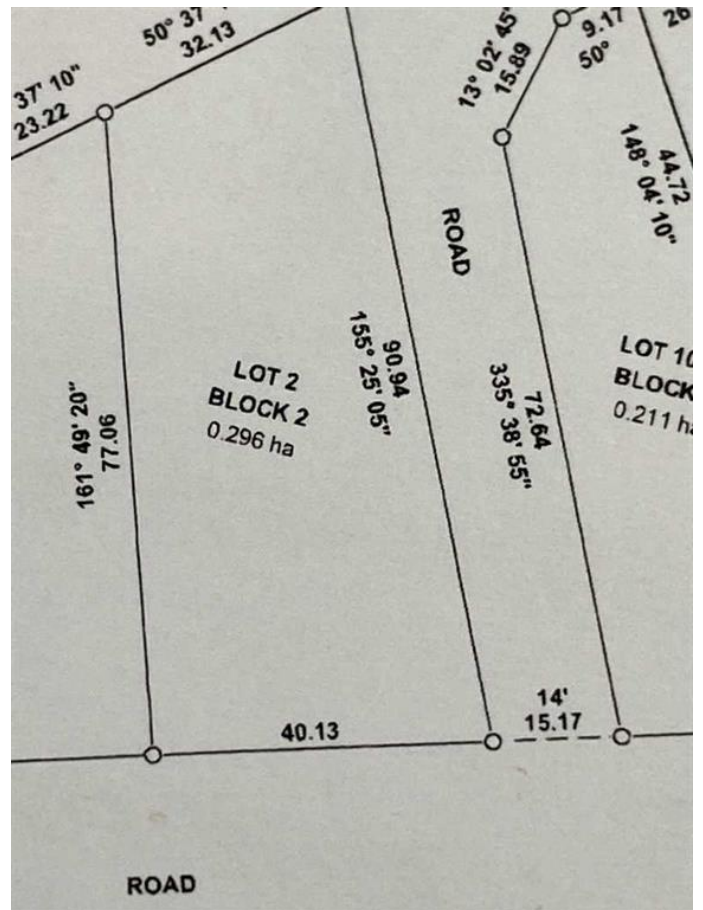 50° 37'
32.13
37' 10"
23.22
13° 02' 45"
15.89
9.17
50°
26
44.72
148° 04' 10"
ROAD
90.94
155° 25' 05"
LOT 2
BLOCK 2
0.296 ha
161° 49' 20"
77.06
72.64
335° 38' 55"
LOT 10
BLOCK
0.211 ha
40.13
14'
15.17
ROAD